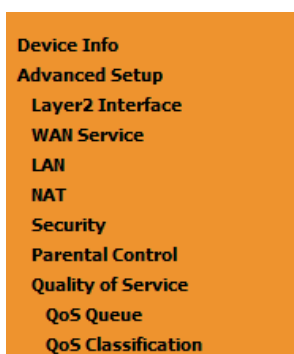 Device Info
Advanced Setup
Layer2 Interface
WAN Service
LAN
NAT
Security
Parental Control
Quality of Service
QoS Queue
QoS Classification